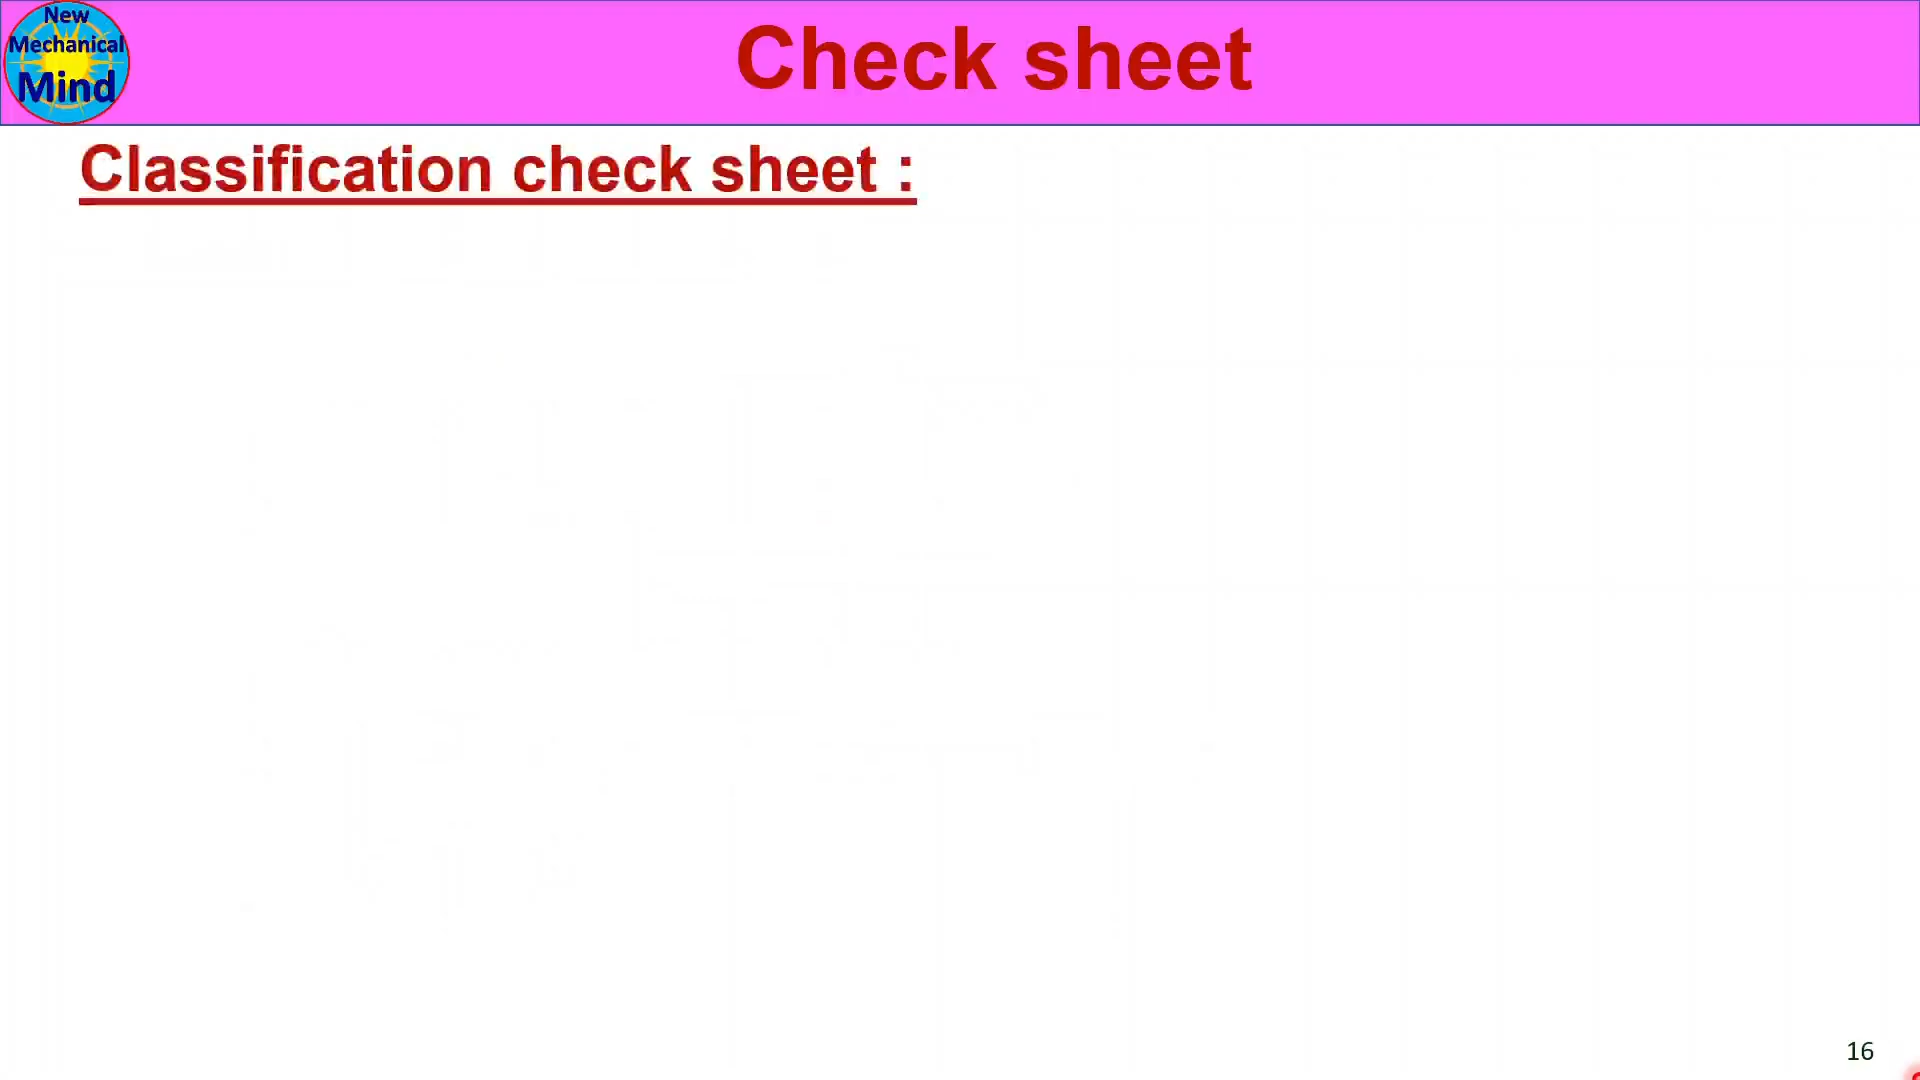 New
Mechanical
Mind
Check sheet
Classification check sheet :
16